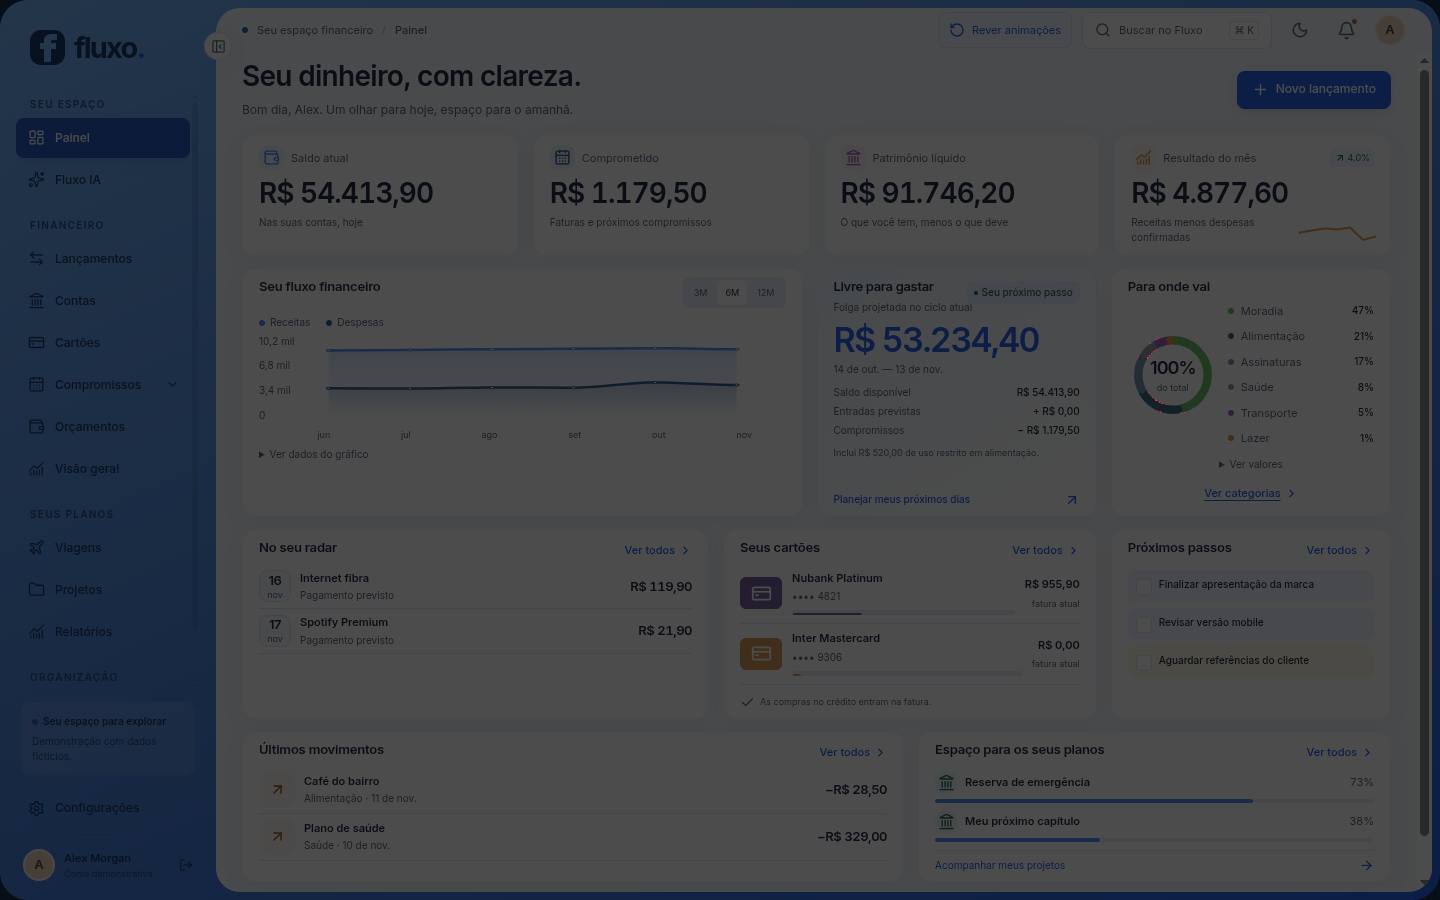 fluxo.
SEU ESPAÇO
Painel
Fluxo IA
FINANCEIRO
Lançamentos
Contas
Cartões
Compromissos
Orçamentos
Visão geral
SEUS PLANOS
Viagens
Projetos
Relatórios
ORGANIZAÇÃO
Seu espaço para explorar
Demonstração com dados
fictícios.
Configurações
A
Alex Morgan
Conta demonstrativa
Seu espaço financeiro / Painel
Rever animações
Buscar no Fluxo ⌘ K
A
Seu dinheiro, com clareza.
Bom dia, Alex. Um olhar para hoje, espaço para o amanhã.
Novo lançamento
Saldo atual
R$ 54.413,90
Nas suas contas, hoje
Comprometido
R$ 1.179,50
Faturas e próximos compromissos
Patrimônio líquido
R$ 91.746,20
O que você tem, menos o que deve
Resultado do mês
4.0%
R$ 4.877,60
Receitas menos despesas
confirmadas
Seu fluxo financeiro
3M 6M 12M
Receitas Despesas
10,2 mil
6,8 mil
3,4 mil
0
jun jul ago set out nov
Ver dados do gráfico
Livre para gastar
Seu próximo passo
Folga projetada no ciclo atual
R$ 53.234,40
14 de out. — 13 de nov.
Saldo disponível R$ 54.413,90
Entradas previstas + R$ 0,00
Compromissos − R$ 1.179,50
Inclui R$ 520,00 de uso restrito em alimentação.
Planejar meus próximos dias
Para onde vai
100%
do total
Moradia 47%
Alimentação 21%
Assinaturas 17%
Saúde 8%
Transporte 5%
Lazer 1%
Ver valores
Ver categorias
No seu radar
Ver todos
16
nov
Internet fibra
Pagamento previsto
R$ 119,90
17
nov
Spotify Premium
Pagamento previsto
R$ 21,90
Seus cartões
Ver todos
Nubank Platinum
•••• 4821
R$ 955,90
fatura atual
Inter Mastercard
•••• 9306
R$ 0,00
fatura atual
As compras no crédito entram na fatura.
Próximos passos
Ver todos
Finalizar apresentação da marca
Revisar versão mobile
Aguardar referências do cliente
Últimos movimentos
Ver todos
Café do bairro
Alimentação · 11 de nov.
−R$ 28,50
Plano de saúde
Saúde · 10 de nov.
−R$ 329,00
Espaço para os seus planos
Ver todos
Reserva de emergência 73%
Meu próximo capítulo 38%
Acompanhar meus projetos